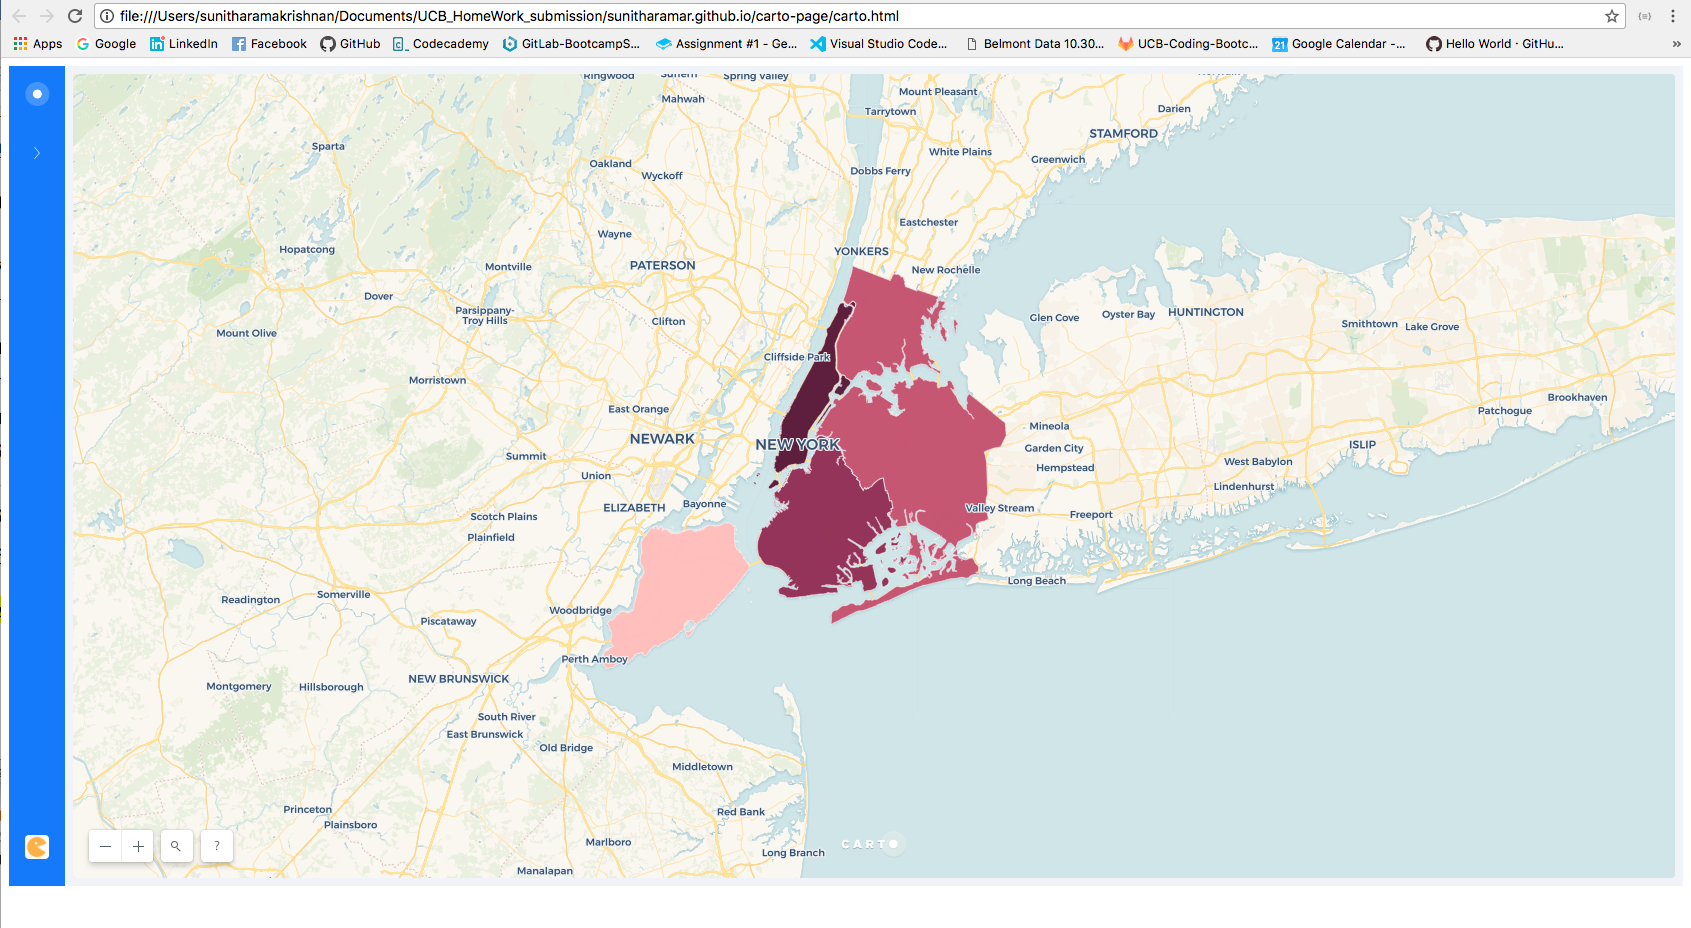 file:///Users/sunitharamakrishnan/Documents/UCB_HomeWork_submission/sunitharamar.github.io/carto-page/carto.html
Apps Google LinkedIn Facebook GitHub Codecademy GitLab-BootcampS... Assignment #1 - Ge... Visual Studio Code... Belmont Data 10.30... UCB-Coding-Bootc... 21 Google Calendar -... Hello World · GitHu... »
Ringwood Suffern Spring Valley
Mahwah Mount Pleasant
Tarrytown Darien
STAMFORD
Sparta White Plains
Oakland Greenwich
Wyckoff Dobbs Ferry
Eastchester
Wayne
Hopatcong YONKERS
Montville PATERSON New Rochelle
Dover
Parsippany-
Troy Hills Clifton Glen Cove Oyster Bay HUNTINGTON
Mount Olive Smithtown Lake Grove
Cliffside Park
Morristown
East Orange Brookhaven
Patchogue
Mineola
NEWARK NEW YORK ISLIP
Garden City
Summit West Babylon
Union Hempstead
Lindenhurst
ELIZABETH Bayonne Valley Stream
Scotch Plains Freeport
Plainfield
Long Beach
Readington Somerville
Woodbridge
Piscataway
Perth Amboy
Montgomery Hillsborough NEW BRUNSWICK
South River
East Brunswick
Old Bridge
Middletown
Princeton Red Bank
Plainsboro
Marlboro
− + ? CARTO
Long Branch
Manalapan